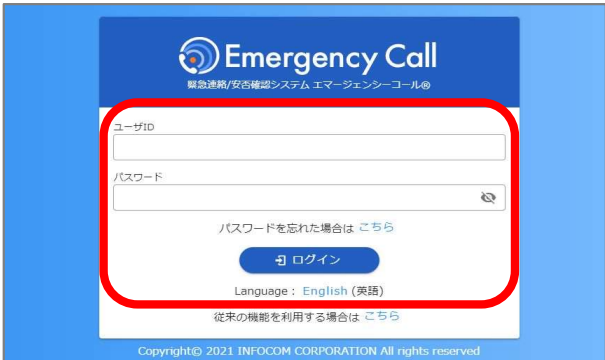 Emergency Call
緊急連絡/安否確認システム エマージェンシーコール®
ユーザID
パスワード
パスワードを忘れた場合は こちら
ログイン
Language : English (英語)
従来の機能を利用する場合は こちら
Copyright© 2021 INFOCOM CORPORATION All rights reserved